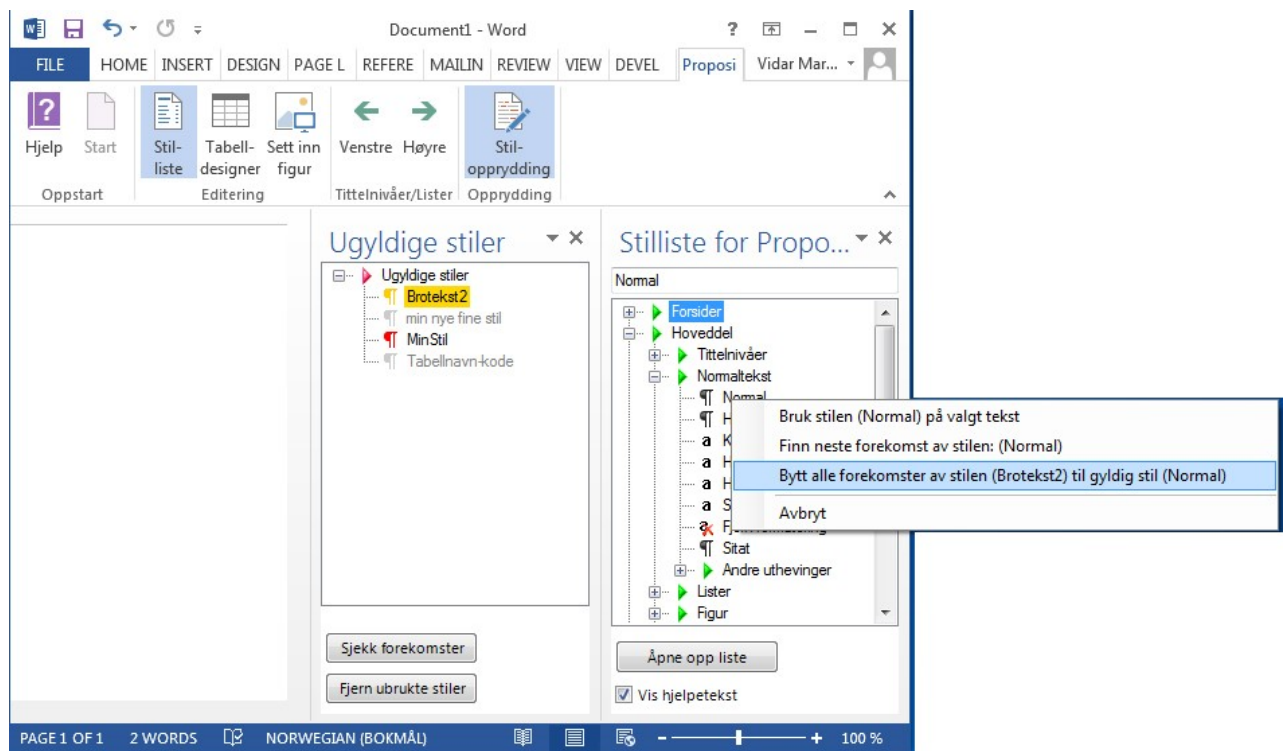 Document1 - Word
FILE HOME INSERT DESIGN PAGE L REFERE MAILIN REVIEW VIEW DEVEL Proposi Vidar Mar...
Hjelp Start Stil- Tabell- Sett inn Venstre Høyre Stil-
liste designer figur opprydding
Oppstart Editering Tittelnivåer/Lister Opprydding
Ugyldige stiler
Ugyldige stiler
Brotekst2
min nye fine stil
MinStil
Tabellnavn-kode
Sjekk forekomster
Fjern ubrukte stiler
Stilliste for Propo...
Normal
Forsider
Hoveddel
Tittelnivåer
Normaltekst
Normal
Sitat
Andre uthevinger
Lister
Figur
Åpne opp liste
Vis hjelpetekst
Bruk stilen (Normal) på valgt tekst
Finn neste forekomst av stilen: (Normal)
Bytt alle forekomster av stilen (Brotekst2) til gyldig stil (Normal)
Avbryt
PAGE 1 OF 1 2 WORDS NORWEGIAN (BOKMÅL) 100 %